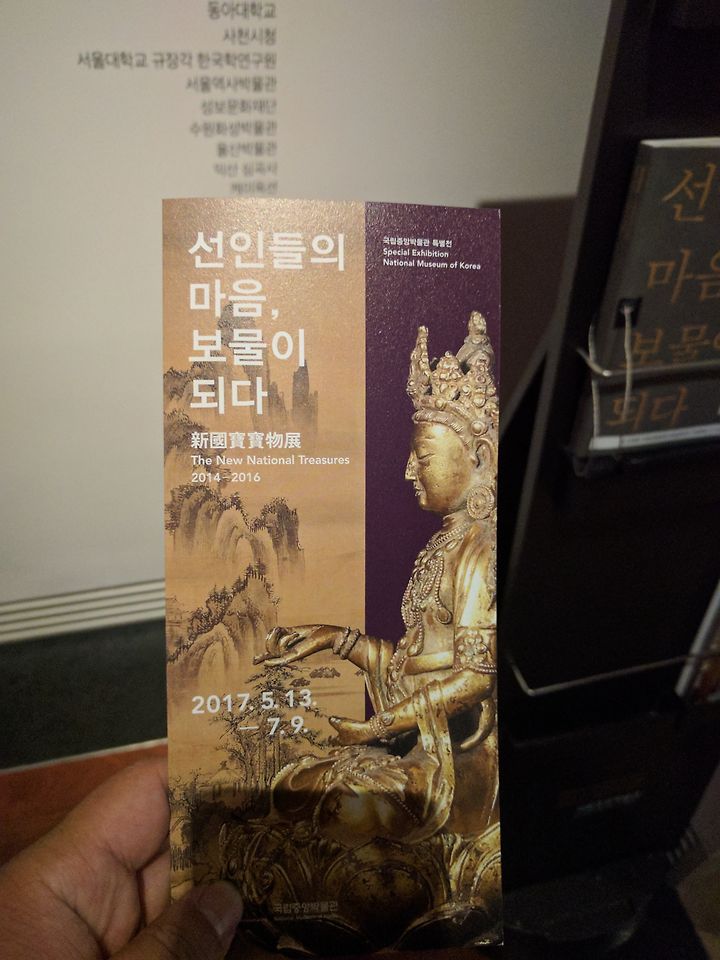 동아대학교
사천시청
서울대학교 규장각 한국학연구원
서울역사박물관
성보문화재단
수원화성박물관
울산박물관
선인들의
마음,
보물이
되다
新國寶寶物展
The New National Treasures
2014–2016
국립중앙박물관 특별전
Special Exhibition
National Museum of Korea
2017. 5. 13.
— 7. 9.
국립중앙박물관
National Museum of Korea
선
마음
보물이
되다